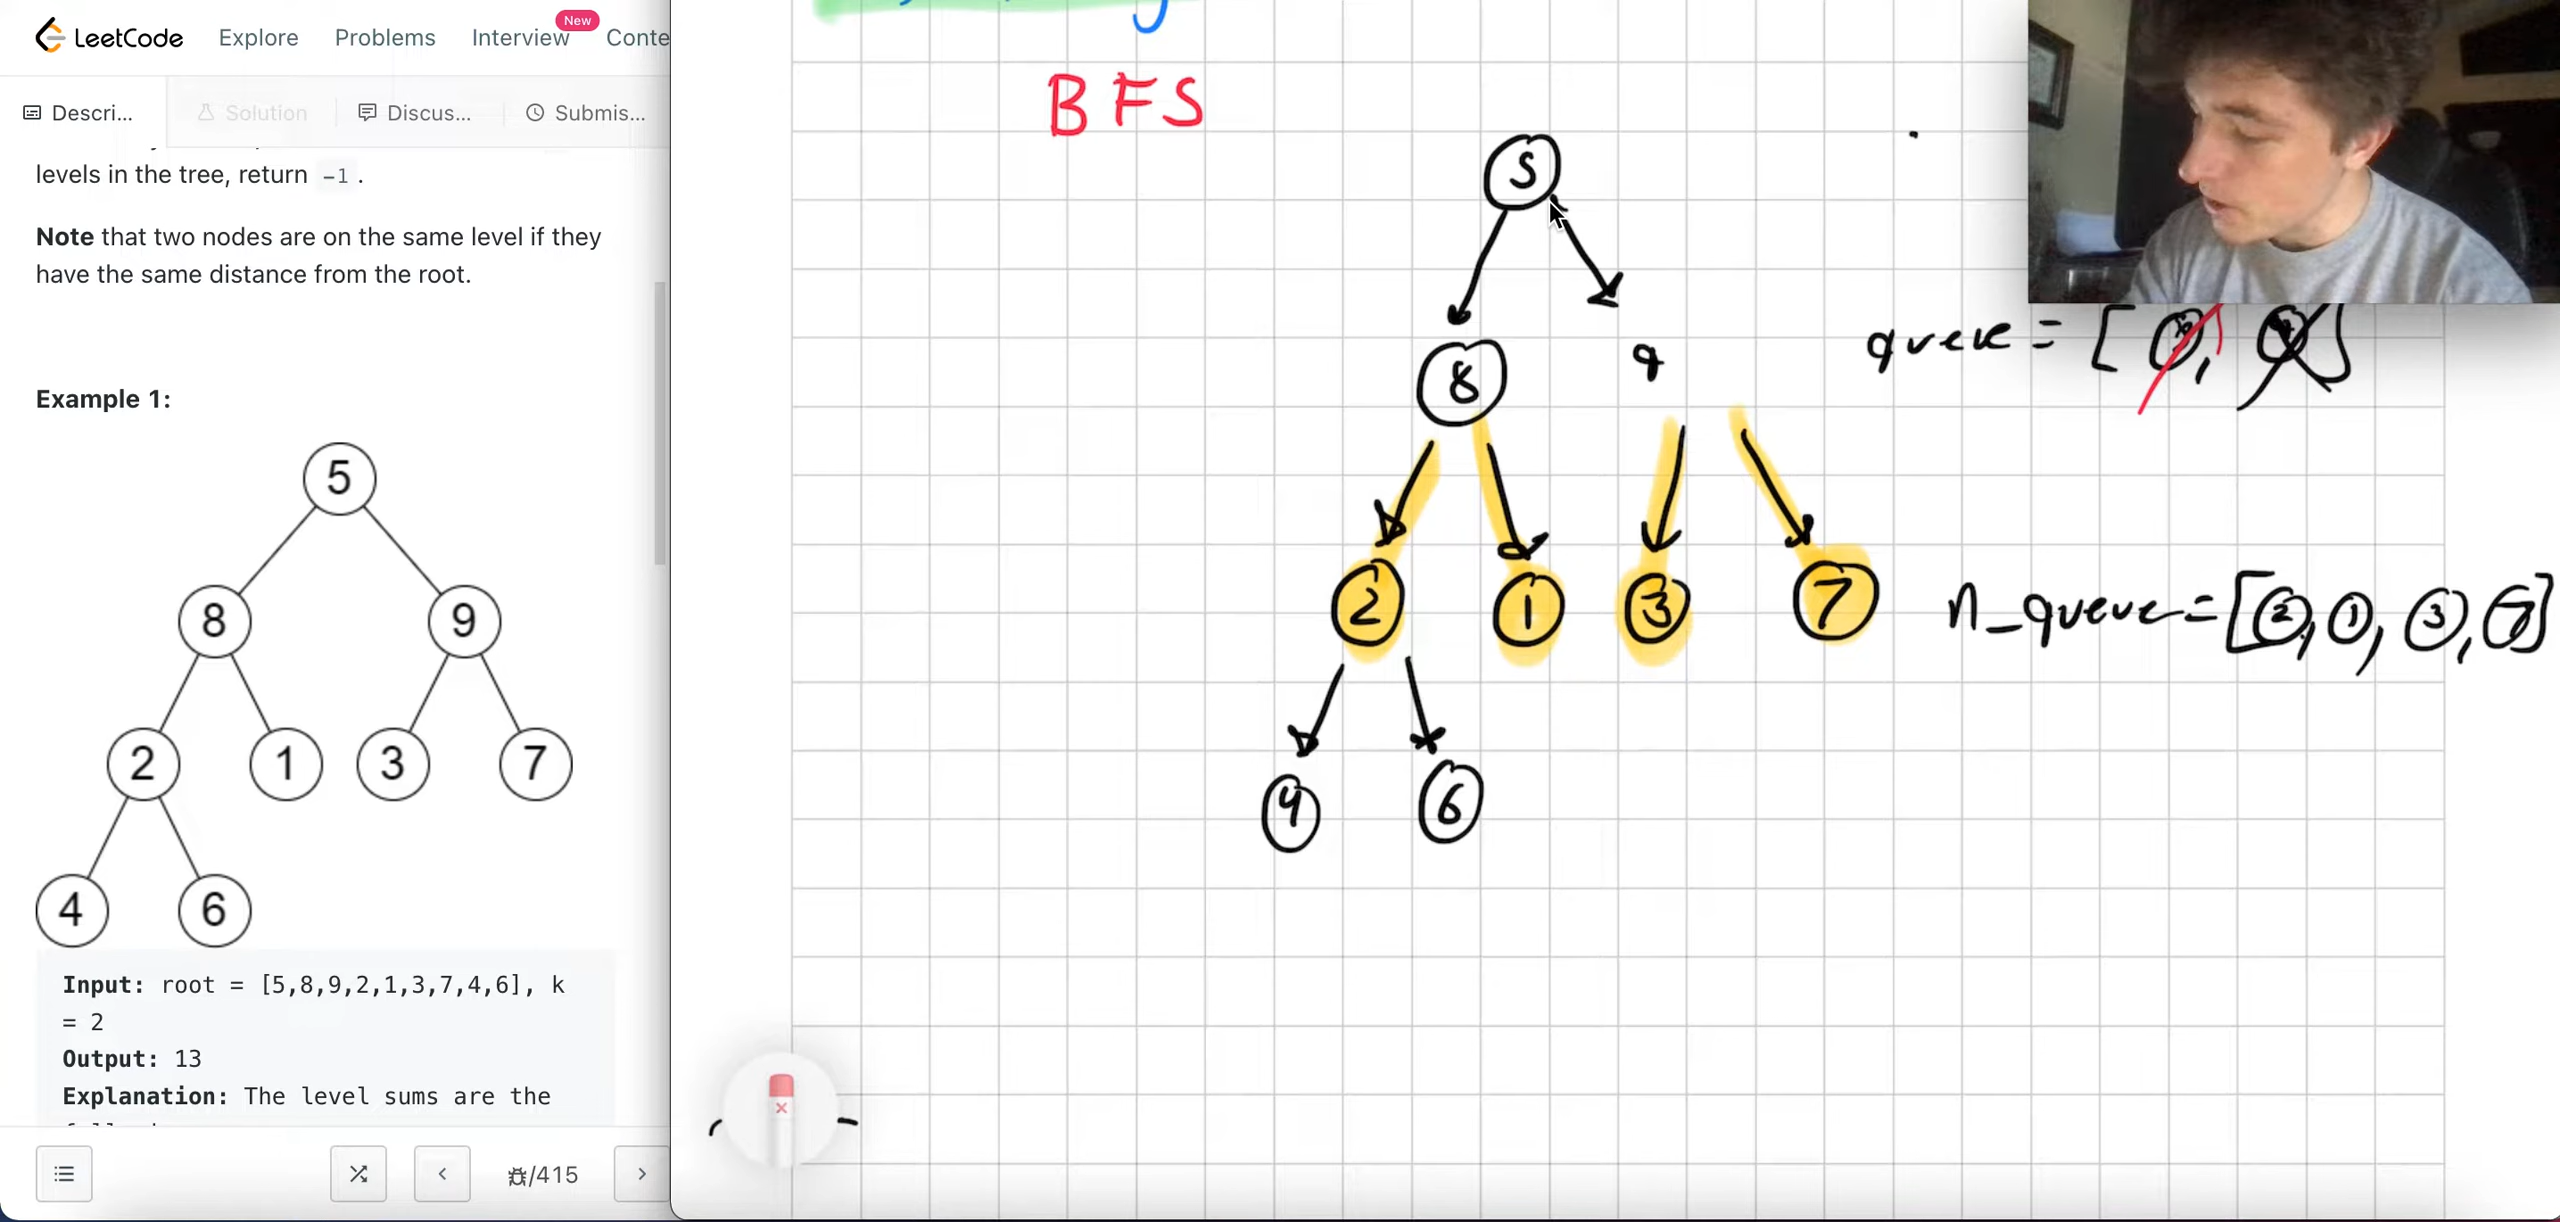 LeetCode Explore Problems Interview New Conte
Descri... Solution Discus... Submis...
levels in the tree, return -1 .
Note that two nodes are on the same level if they
have the same distance from the root.
Example 1:
5
8 9
2 1 3 7
4 6
Input: root = [5,8,9,2,1,3,7,4,6], k
= 2
Output: 13
Explanation: The level sums are the
/415
BFS
5
8 9
2 1 3 7
4 6
queue = [ , ]
n_queue=[2, 1, 3, 7]